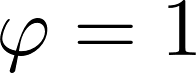 φ = 1